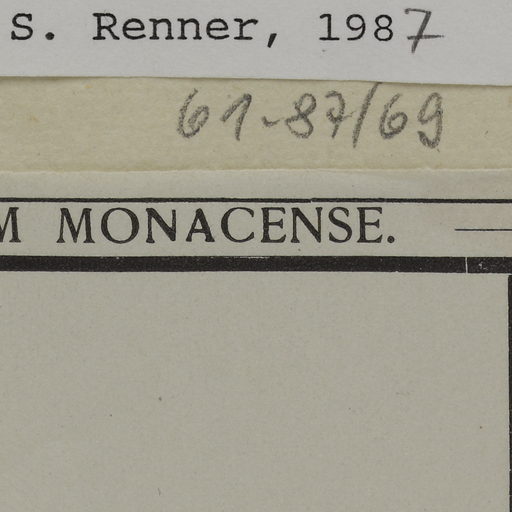 S. Renner, 1987
61-87/69
M MONACENSE.